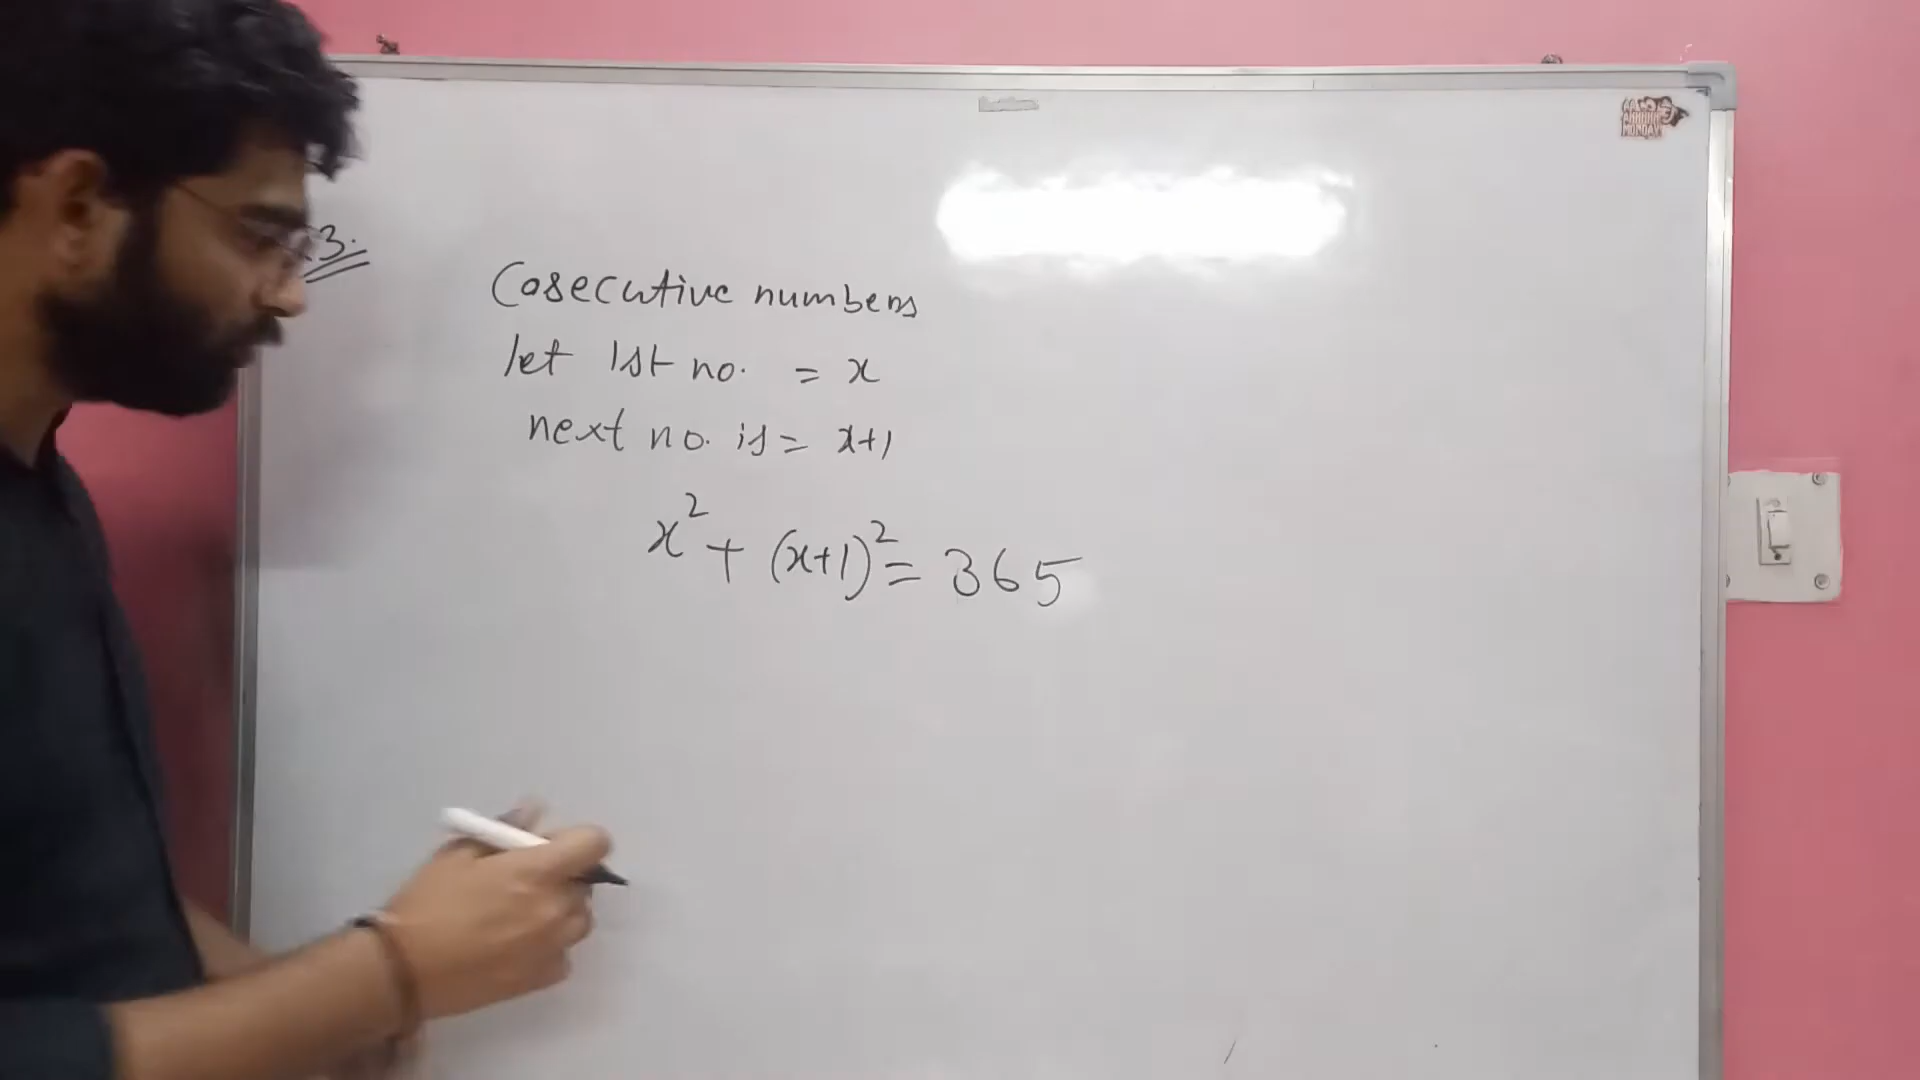 3.
Cosecutive numbers
let 1st no. = x
next no. is = x+1
x² + (x+1)² = 365